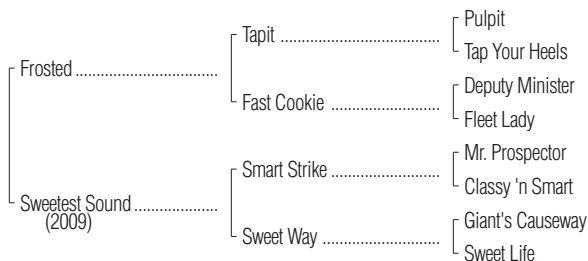 Pulpit
Tapit
Tap Your Heels
Frosted
Deputy Minister
Fast Cookie
Fleet Lady
Mr. Prospector
Smart Strike
Classy 'n Smart
Sweetest Sound
(2009)
Giant's Causeway
Sweet Way
Sweet Life